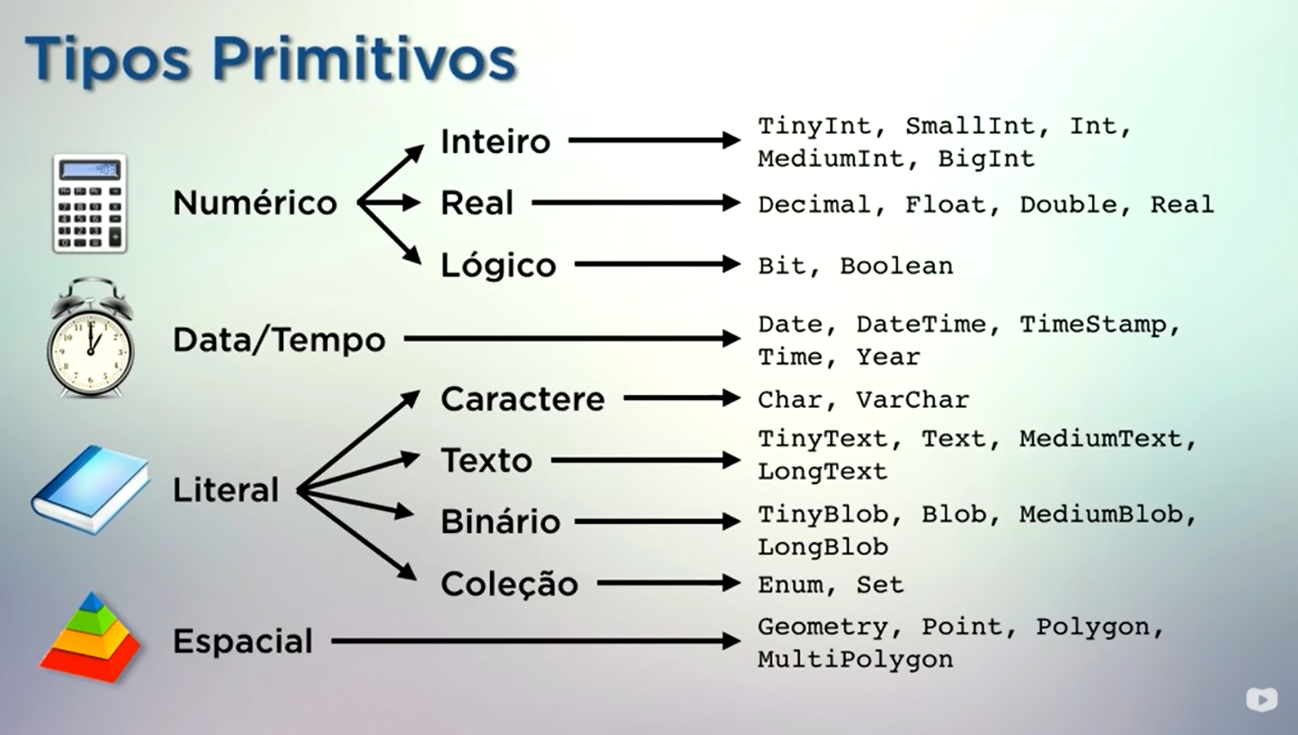 Tipos Primitivos
Numérico
Inteiro
TinyInt, SmallInt, Int,
MediumInt, BigInt
Real
Decimal, Float, Double, Real
Lógico
Bit, Boolean
Data/Tempo
Date, DateTime, TimeStamp,
Time, Year
Literal
Caractere
Char, VarChar
Texto
TinyText, Text, MediumText,
LongText
Binário
TinyBlob, Blob, MediumBlob,
LongBlob
Coleção
Enum, Set
Espacial
Geometry, Point, Polygon,
MultiPolygon